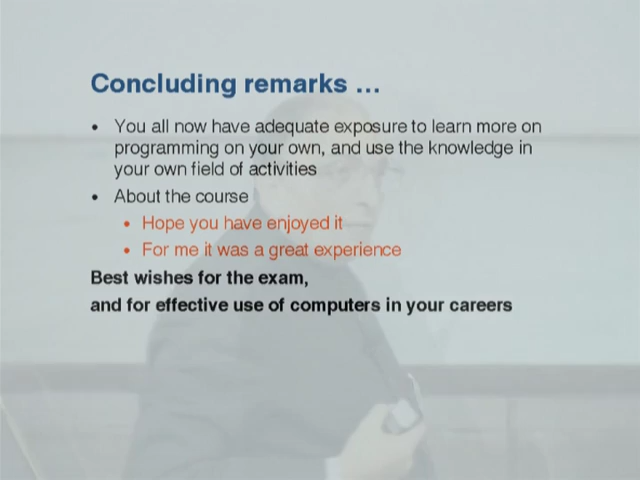 Concluding remarks …
• You all now have adequate exposure to learn more on
programming on your own, and use the knowledge in
your own field of activities
• About the course
• Hope you have enjoyed it
• For me it was a great experience
Best wishes for the exam,
and for effective use of computers in your careers